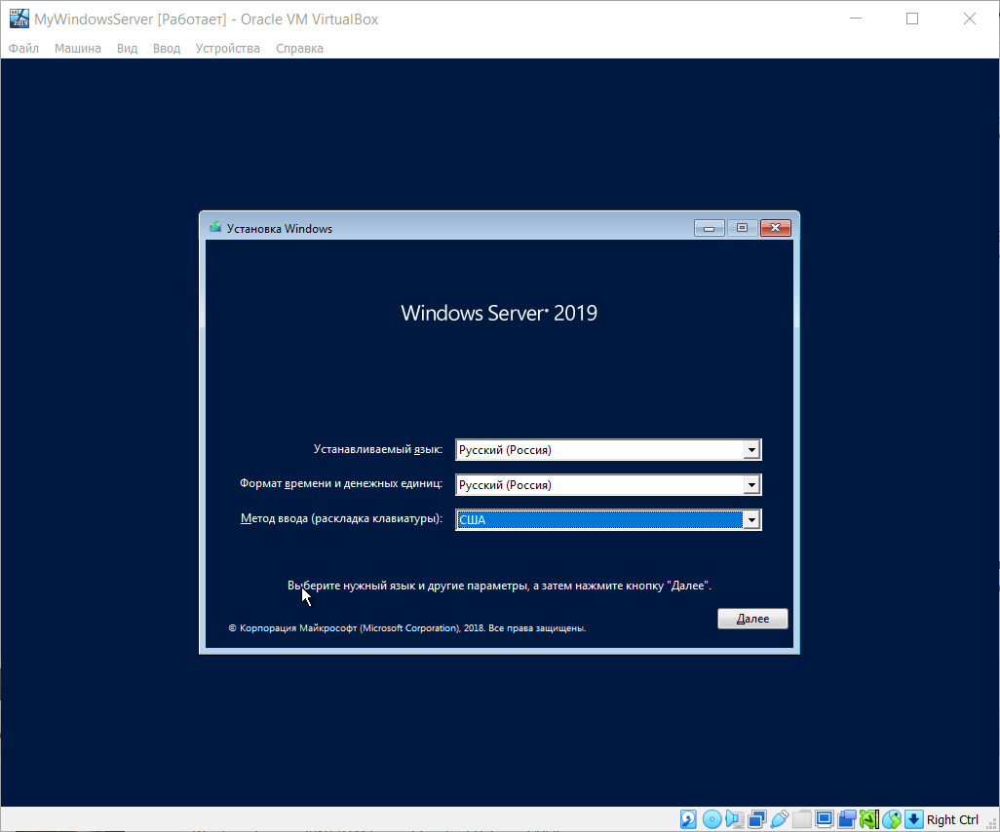 MyWindowsServer [Работает] - Oracle VM VirtualBox
Файл Машина Вид Ввод Устройства Справка
Установка Windows
Windows Server® 2019
Устанавливаемый язык: Русский (Россия)
Формат времени и денежных единиц: Русский (Россия)
Метод ввода (раскладка клавиатуры): США
Выберите нужный язык и другие параметры, а затем нажмите кнопку "Далее".
Далее
© Корпорация Майкрософт (Microsoft Corporation), 2018. Все права защищены.
Right Ctrl